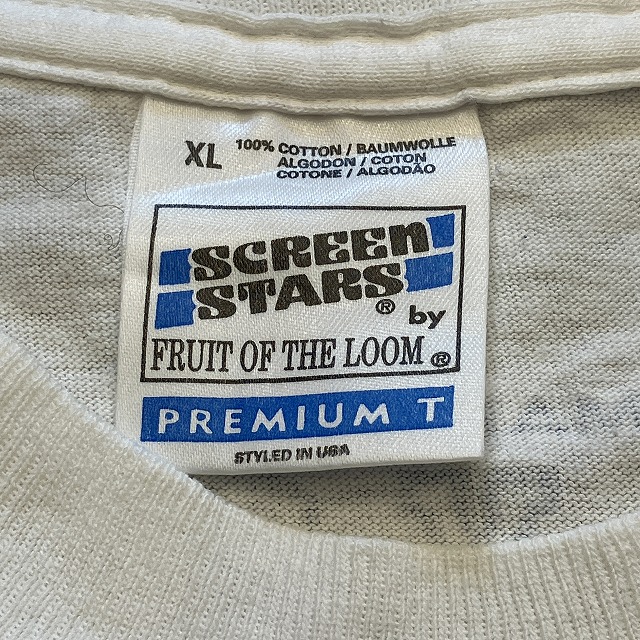 XL
100% COTTON / BAUMWOLLE
ALGODON / COTON
COTONE / ALGODÃO
SCREEN
STARS® by
FRUIT OF THE LOOM®
PREMIUM T
STYLED IN USA